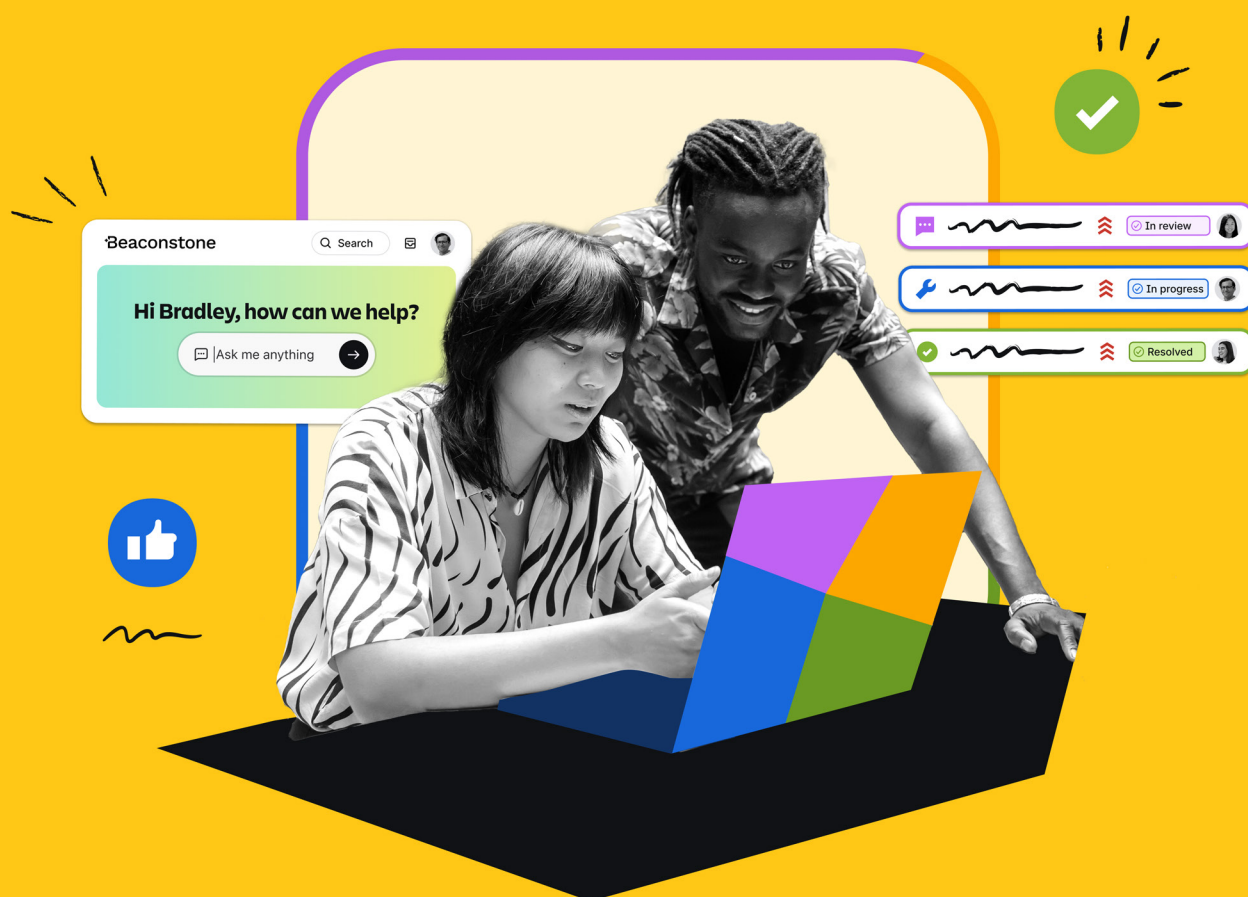 Beaconstone
Search
Hi Bradley, how can we help?
Ask me anything
In review
In progress
Resolved